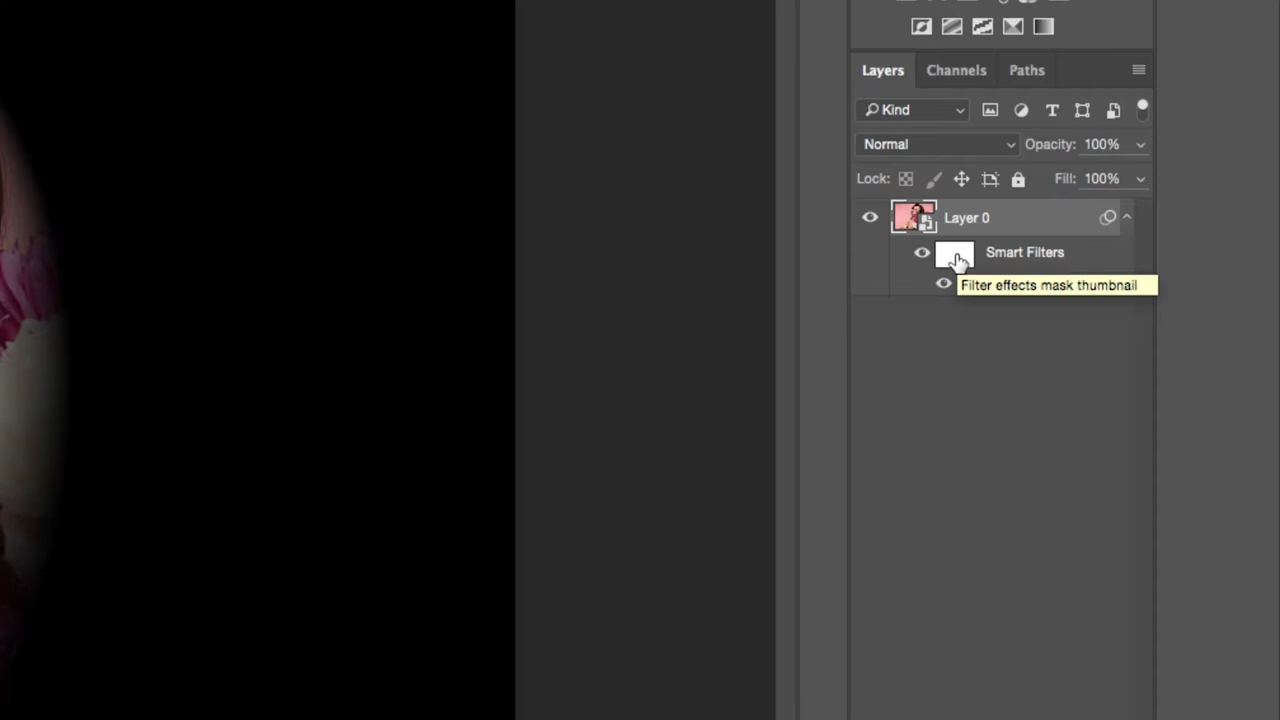 Layers Channels Paths
Kind
Normal Opacity: 100%
Lock: Fill: 100%
Layer 0
Smart Filters
Filter effects mask thumbnail